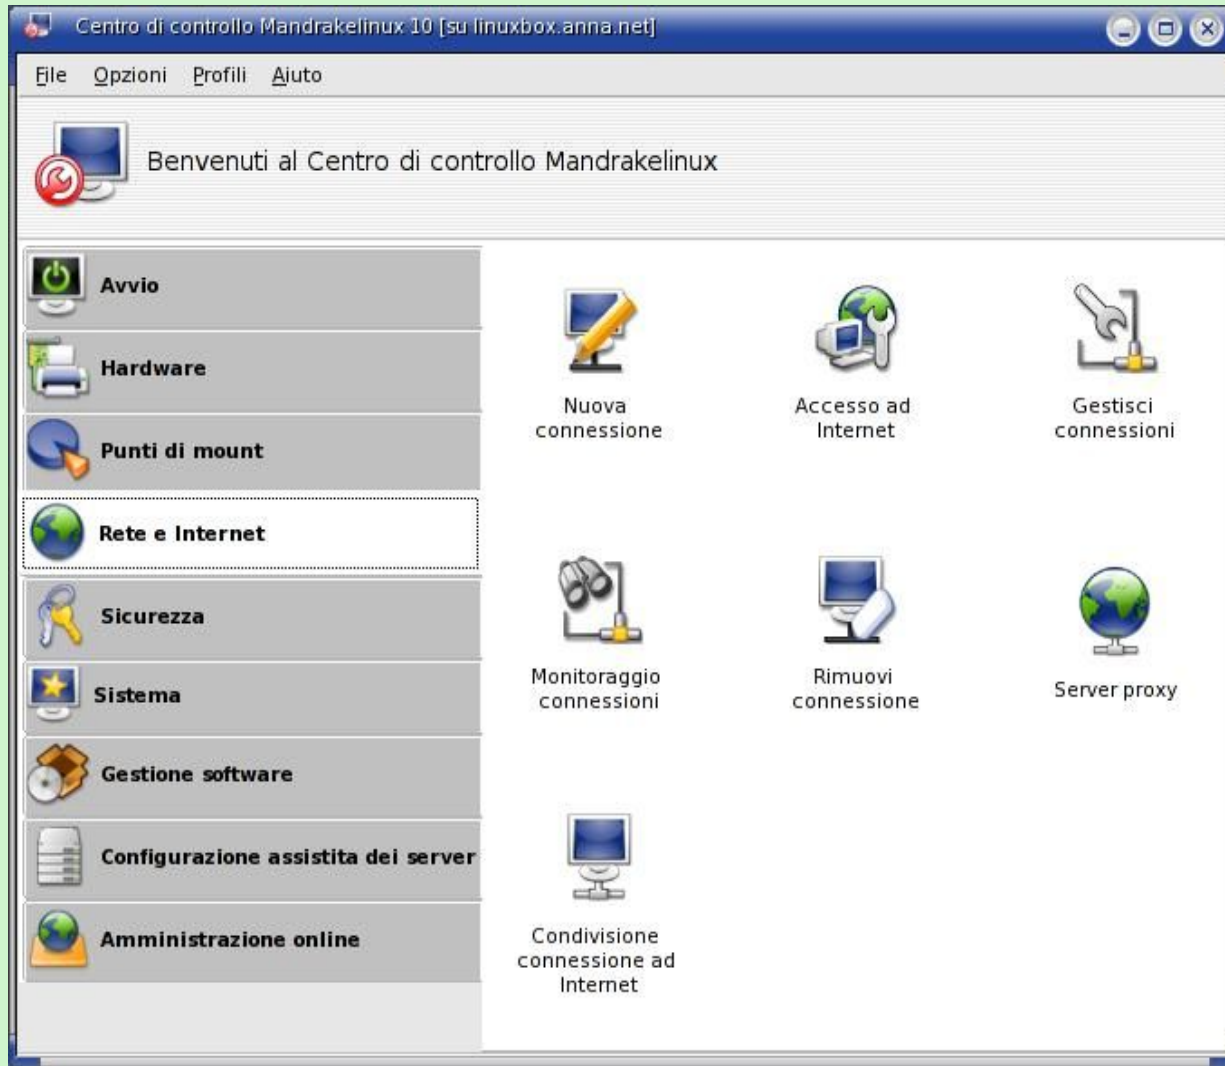 Centro di controllo Mandrakelinux 10 [su linuxbox.anna.net]
File Opzioni Profili Aiuto
Benvenuti al Centro di controllo Mandrakelinux
Avvio
Hardware
Punti di mount
Rete e Internet
Sicurezza
Sistema
Gestione software
Configurazione assistita dei server
Amministrazione online
Nuova
connessione
Accesso ad
Internet
Gestisci
connessioni
Monitoraggio
connessioni
Rimuovi
connessione
Server proxy
Condivisione
connessione ad
Internet